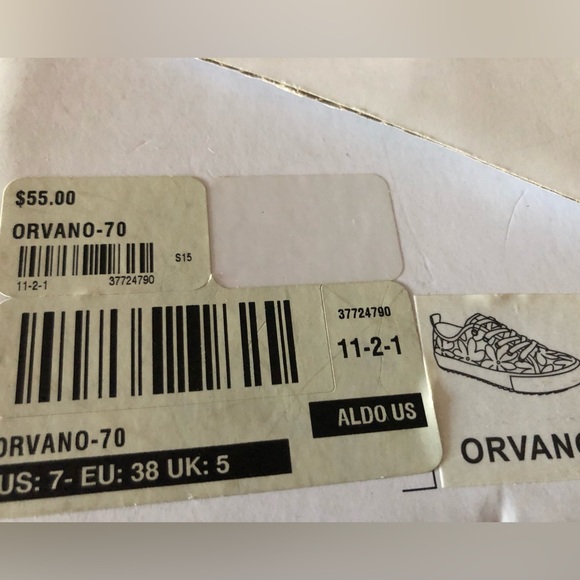 $55.00
ORVANO-70
S15
11-2-1 37724790
37724790
11-2-1
ALDO US
ORVANO-70
US: 7- EU: 38 UK: 5
ORVANO